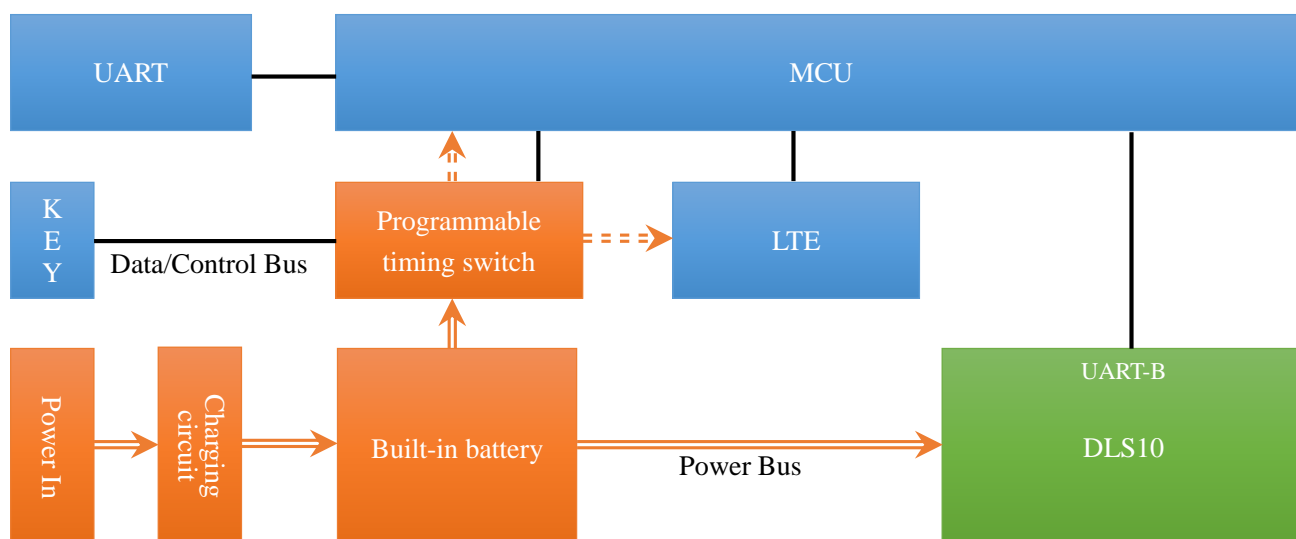 UART
MCU
K
E
Y
Data/Control Bus
Programmable
timing switch
LTE
Power In
Charging
circuit
Built-in battery
Power Bus
UART-B
DLS10